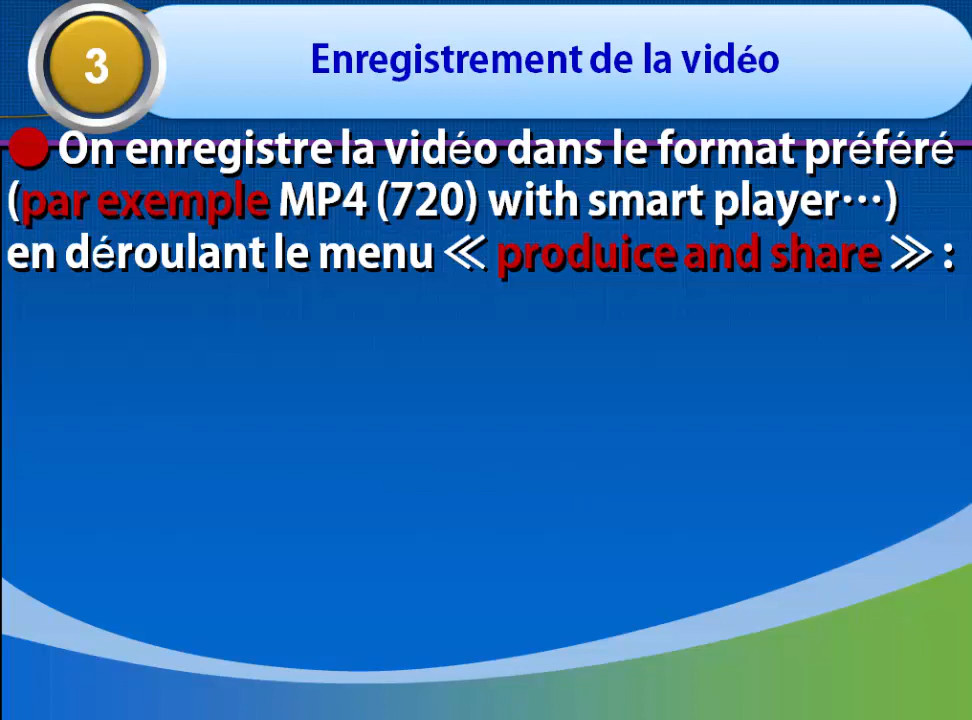 3
Enregistrement de la vidéo
On enregistre la vidéo dans le format préféré
(par exemple MP4 (720) with smart player⋯)
en déroulant le menu ≪ produice and share ≫ :